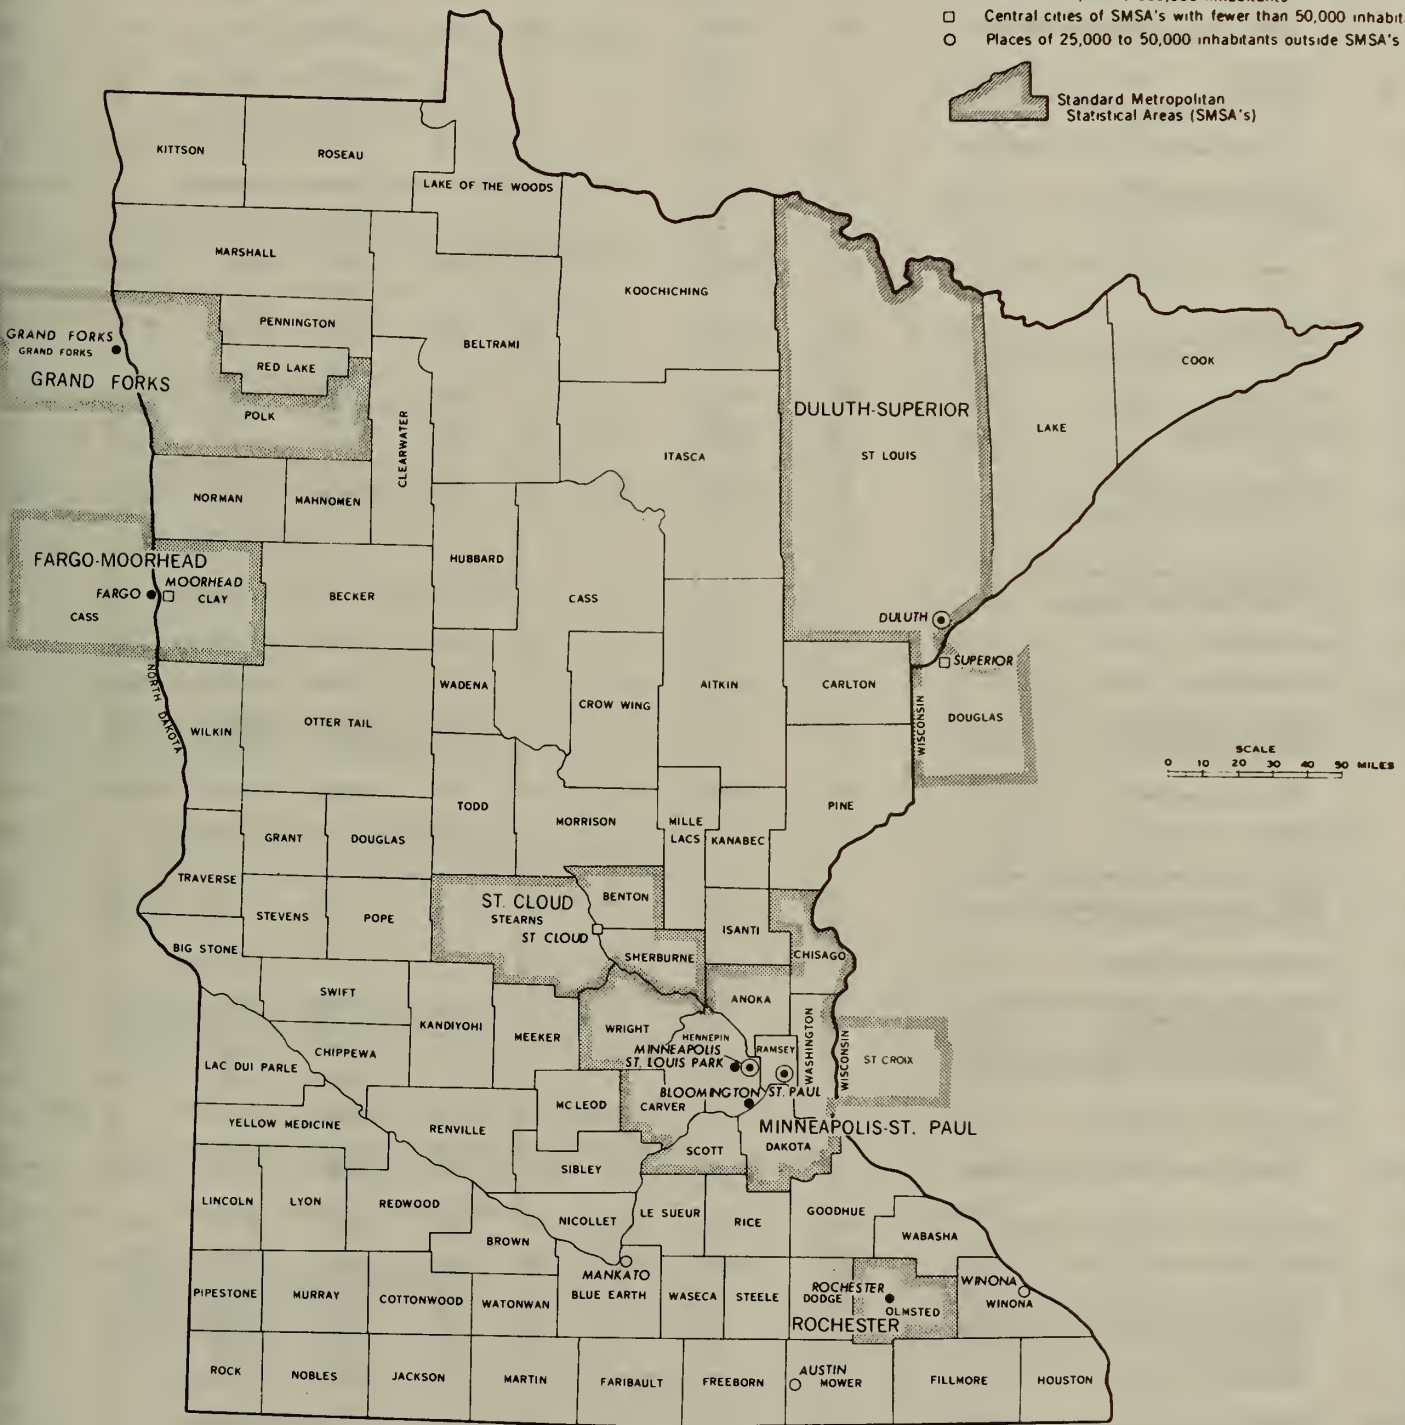 Central cities of SMSA's with fewer than 50,000 inhabit
Places of 25,000 to 50,000 inhabitants outside SMSA's
Standard Metropolitan
Statistical Areas (SMSA's)
KITTSON
ROSEAU
LAKE OF THE WOODS
MARSHALL
KOOCHICHING
PENNINGTON
GRAND FORKS
GRAND FORKS
GRAND FORKS
BELTRAMI
RED LAKE
POLK
CLEARWATER
COOK
LAKE
DULUTH-SUPERIOR
ST LOUIS
ITASCA
NORMAN
MAHNOMEN
FARGO-MOORHEAD
FARGO
MOORHEAD
CLAY
CASS
BECKER
HUBBARD
CASS
DULUTH
SUPERIOR
NORTH DAKOTA
WILKIN
OTTER TAIL
WADENA
CROW WING
AITKIN
CARLTON
WISCONSIN
DOUGLAS
SCALE
0 10 20 30 40 50 MILES
GRANT
DOUGLAS
TODD
MORRISON
MILLE
LACS
KANABEC
PINE
TRAVERSE
STEVENS
POPE
ST. CLOUD
STEARNS
ST CLOUD
BENTON
ISANTI
BIG STONE
SHERBURNE
CHISAGO
SWIFT
KANDIYOHI
MEEKER
WRIGHT
ANOKA
HENNEPIN
RAMSEY
WASHINGTON
WISCONSIN
ST CROIX
CHIPPEWA
LAC DUI PARLE
MINNEAPOLIS
ST. LOUIS PARK
BLOOMINGTON
ST. PAUL
MC LEOD
CARVER
YELLOW MEDICINE
RENVILLE
MINNEAPOLIS-ST. PAUL
SCOTT
DAKOTA
SIBLEY
LINCOLN
LYON
REDWOOD
NICOLLET
LE SUEUR
RICE
GOODHUE
WABASHA
BROWN
MANKATO
BLUE EARTH
PIPESTONE
MURRAY
COTTONWOOD
WATONWAN
WASECA
STEELE
DODGE
ROCHESTER
OLMSTED
ROCHESTER
WINONA
WINONA
ROCK
NOBLES
JACKSON
MARTIN
FARIBAULT
FREEBORN
AUSTIN
MOWER
FILLMORE
HOUSTON